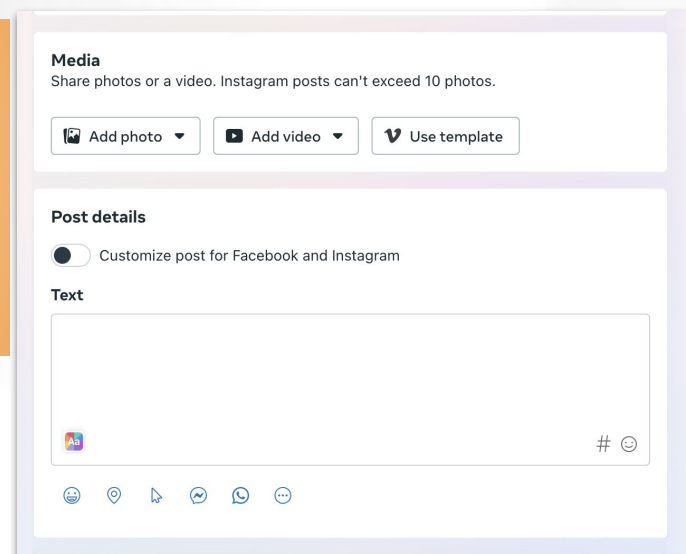 Media
Share photos or a video. Instagram posts can't exceed 10 photos.
Add photo
Add video
Use template
Post details
Customize post for Facebook and Instagram
Text
Aa
#